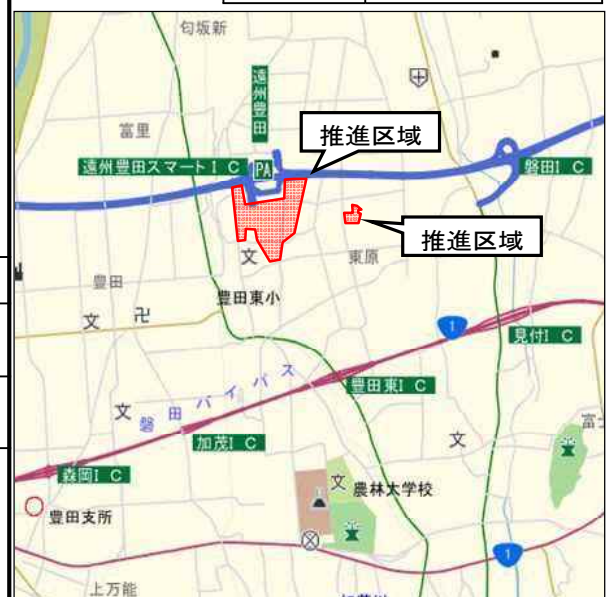 匂坂新
遠州豊田
富里
推進区域
遠州豊田スマートＩＣ
PA
磐田ＩＣ
推進区域
文
東原
豊田
豊田東小
文
1
見付ＩＣ
磐田バイパス
豊田東ＩＣ
文
文
加茂ＩＣ
富士
森岡ＩＣ
文
農林大学校
豊田支所
1
上万能